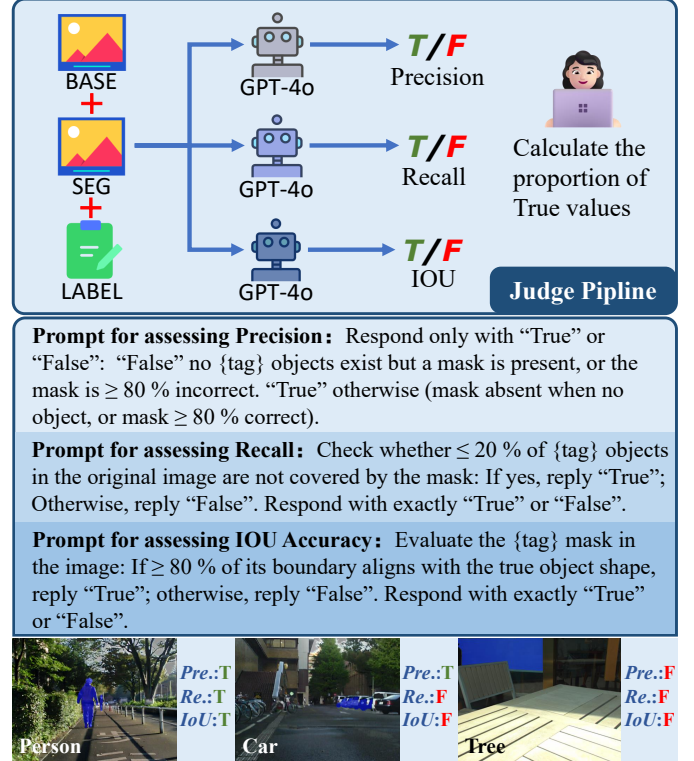 BASE
+
SEG
+
LABEL
GPT-4o
T/F
Precision
GPT-4o
T/F
Recall
GPT-4o
T/F
IOU
Calculate the
proportion of
True values
Judge Pipline
Prompt for assessing Precision： Respond only with “True” or
“False”: “False” no {tag} objects exist but a mask is present, or the
mask is ≥ 80 % incorrect. “True” otherwise (mask absent when no
object, or mask ≥ 80 % correct).
Prompt for assessing Recall： Check whether ≤ 20 % of {tag} objects
in the original image are not covered by the mask: If yes, reply “True”;
Otherwise, reply “False”. Respond with exactly “True” or “False”.
Prompt for assessing IOU Accuracy： Evaluate the {tag} mask in
the image: If ≥ 80 % of its boundary aligns with the true object shape,
reply “True”; otherwise, reply “False”. Respond with exactly “True”
or “False”.
Person
Pre.:T
Re.:T
IoU:T
Car
Pre.:T
Re.:F
IoU:F
Tree
Pre.:F
Re.:F
IoU:F